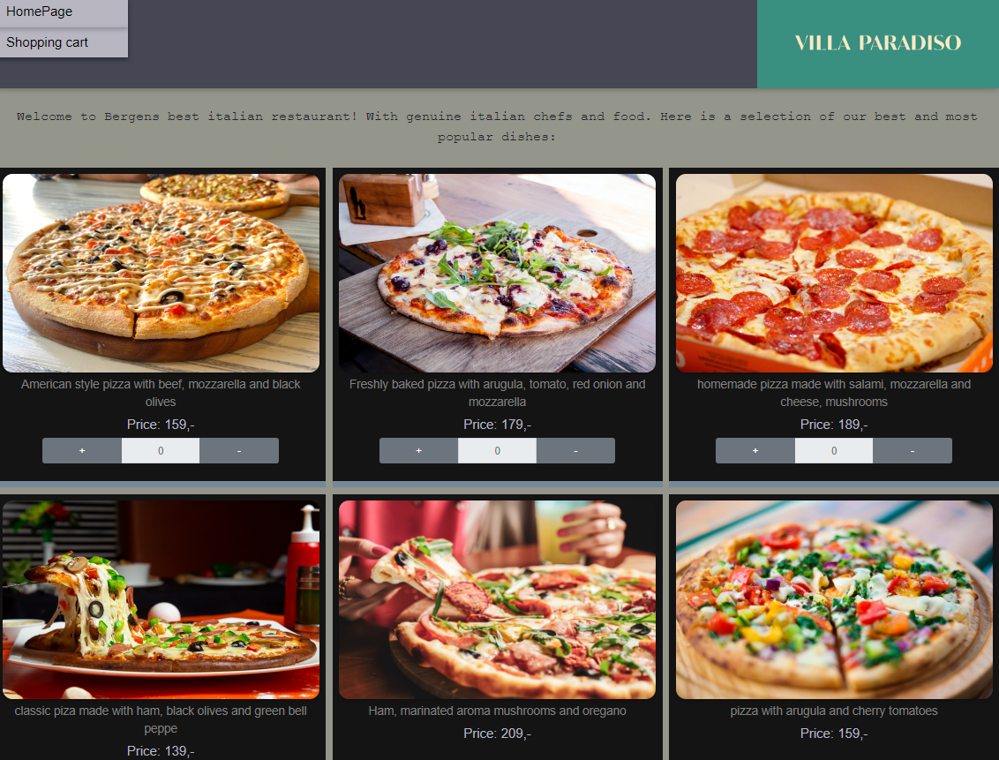 HomePage
Shopping cart
VILLA PARADISO
Welcome to Bergens best italian restaurant! With genuine italian chefs and food. Here is a selection of our best and most
popular dishes:
American style pizza with beef, mozzarella and black
olives
Price: 159,-
+ 0 -
Freshly baked pizza with arugula, tomato, red onion and
mozzarella
Price: 179,-
+ 0 -
homemade pizza made with salami, mozzarella and
cheese, mushrooms
Price: 189,-
+ 0 -
classic piza made with ham, black olives and green bell
peppe
Price: 139,-
Ham, marinated aroma mushrooms and oregano
Price: 209,-
pizza with arugula and cherry tomatoes
Price: 159,-